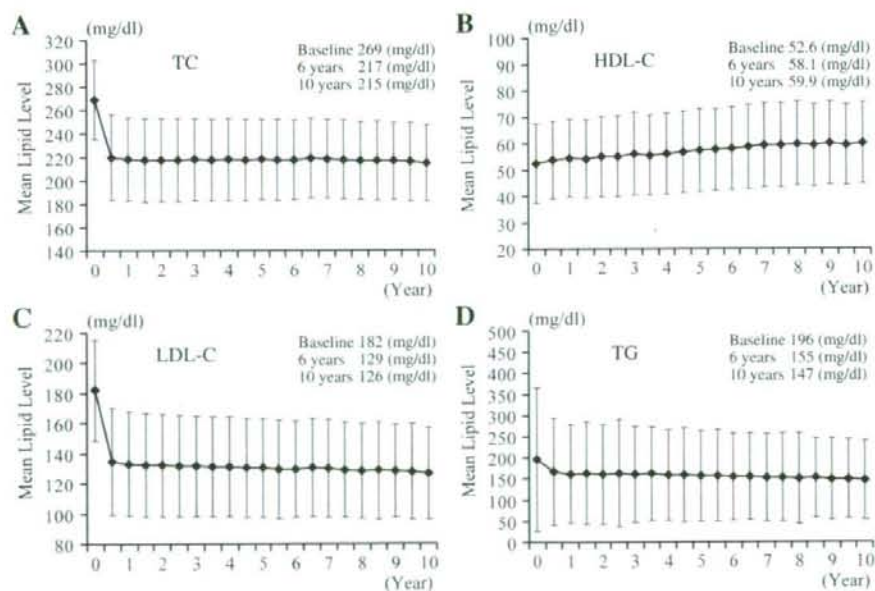 A
(mg/dl)
TC
Baseline 269 (mg/dl)
6 years 217 (mg/dl)
10 years 215 (mg/dl)
Mean Lipid Level
320
300
280
260
240
220
200
180
160
140
0 1 2 3 4 5 6 7 8 9 10
(Year)
B
(mg/dl)
HDL-C
Baseline 52.6 (mg/dl)
6 years 58.1 (mg/dl)
10 years 59.9 (mg/dl)
Mean Lipid Level
100
90
80
70
60
50
40
30
20
0 1 2 3 4 5 6 7 8 9 10
(Year)
C
(mg/dl)
LDL-C
Baseline 182 (mg/dl)
6 years 129 (mg/dl)
10 years 126 (mg/dl)
Mean Lipid Level
220
200
180
160
140
120
100
80
0 1 2 3 4 5 6 7 8 9 10
(Year)
D
(mg/dl)
TG
Baseline 196 (mg/dl)
6 years 155 (mg/dl)
10 years 147 (mg/dl)
Mean Lipid Level
500
450
400
350
300
250
200
150
100
50
0
0 1 2 3 4 5 6 7 8 9 10
(Year)